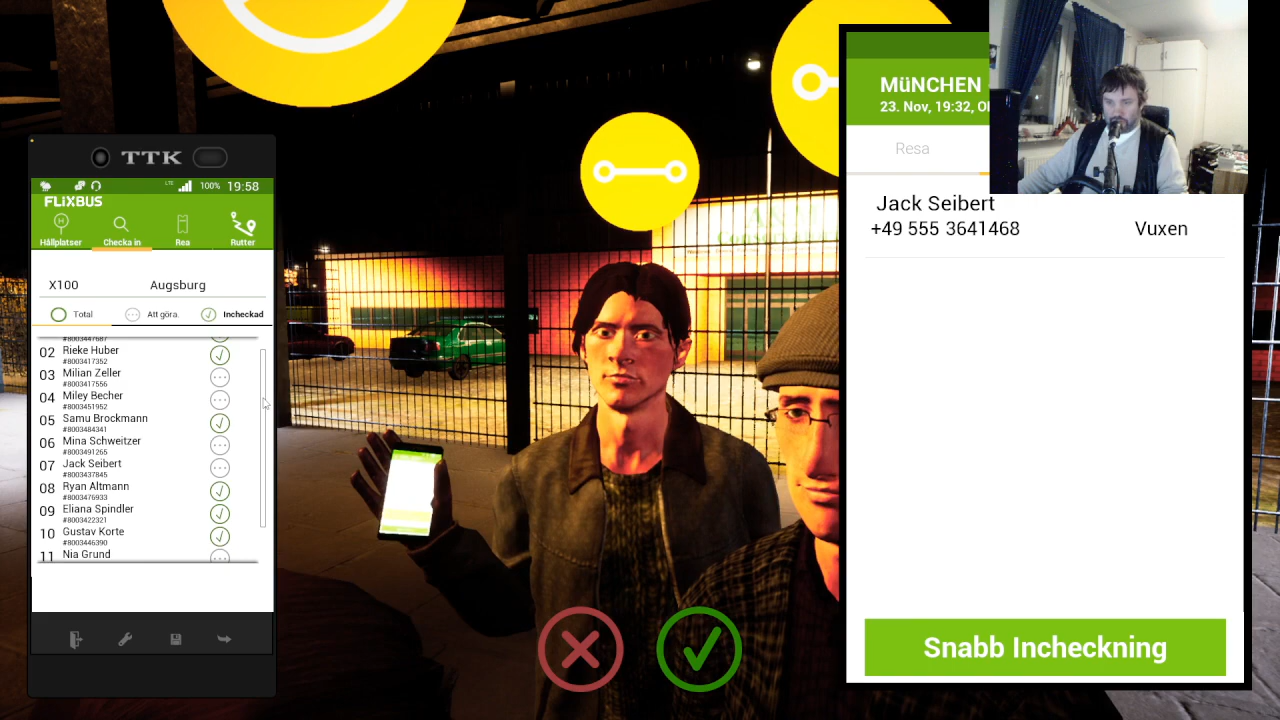 TTK
LTE 100% 19:58
FLiXBUS
Hållplatser Checka in Rea Rutter
X100 Augsburg
Total Att göra. Incheckad
#8003447687
02 Rieke Huber
#8003417352
03 Milian Zeller
#8003417556
04 Miley Becher
#8003451952
05 Samu Brockmann
#8003484341
06 Mina Schweitzer
#8003491265
07 Jack Seibert
#8003437845
08 Ryan Altmann
#8003476933
09 Eliana Spindler
#8003422321
10 Gustav Korte
#8003446390
11 Nia Grund
MüNCHEN
23. Nov, 19:32,
Resa
Jack Seibert
+49 555 3641468 Vuxen
Snabb Incheckning